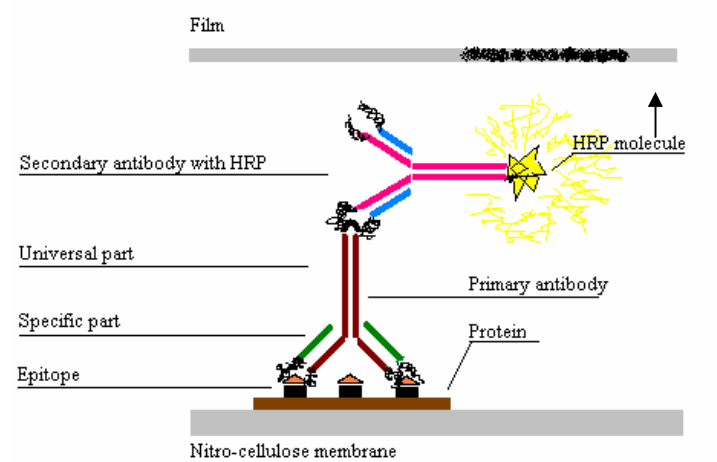 Film
HRP molecule
Secondary antibody with HRP
Universal part
Primary antibody
Specific part
Protein
Epitope
Nitro-cellulose membrane